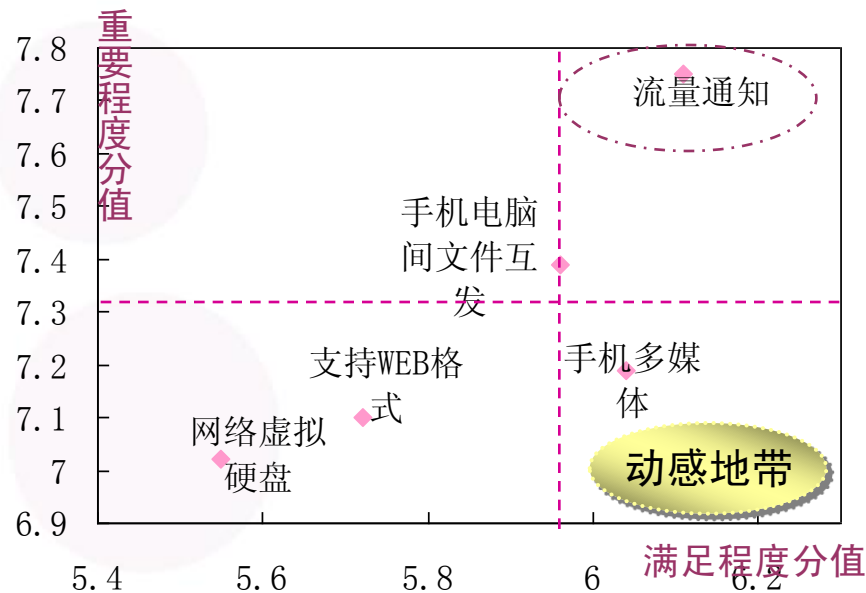 重要程度分值
7.8
7.7
7.6
7.5
7.4
7.3
7.2
7.1
7
6.9
流量通知
手机电脑
间文件互
发
支持WEB格
式
手机多媒
体
网络虚拟
硬盘
动感地带
5.4
5.6
5.8
6
6.2
满足程度分值